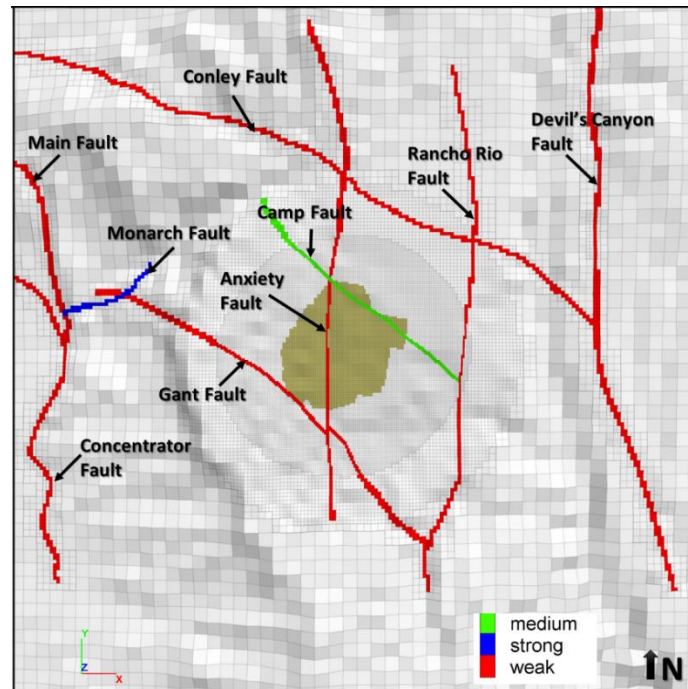 Conley Fault
Devil's Canyon
Fault
Main Fault
Rancho Rio
Fault
Camp Fault
Monarch Fault
Anxiety
Fault
Gant Fault
Concentrator
Fault
medium
strong
weak
Y
Z
X
N